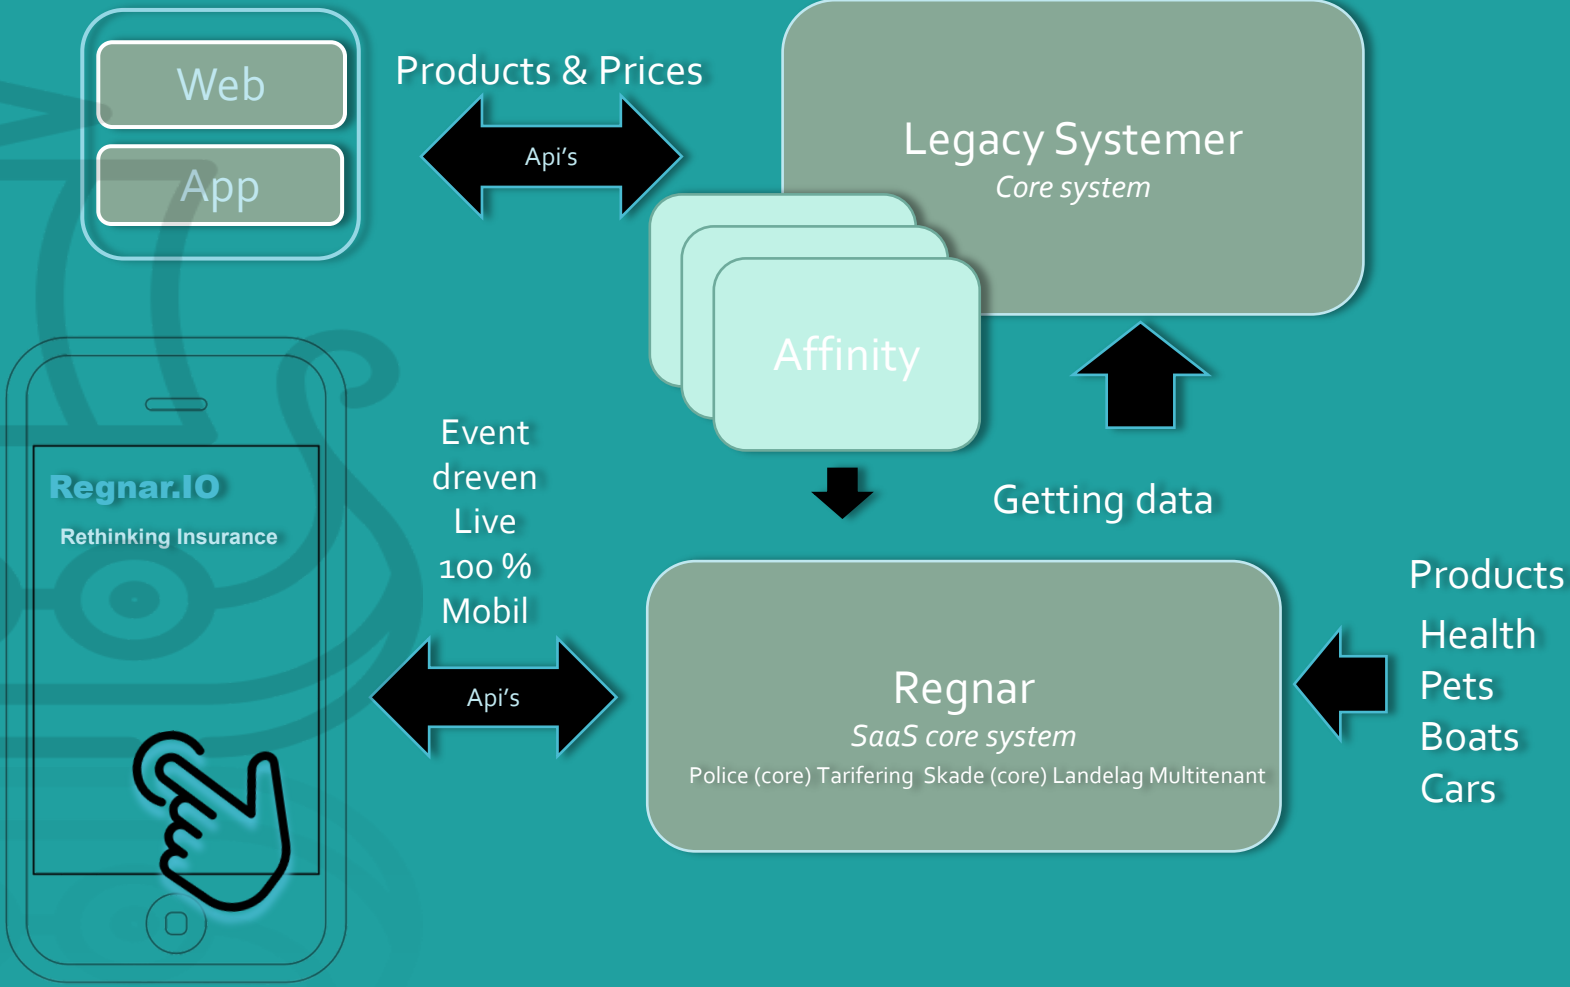 Web
App
Products & Prices
Api's
Legacy Systemer
Core system
Affinity
Regnar.IO
Rethinking Insurance
Event
dreven
Live
100 %
Mobil
Api's
Getting data
Regnar
SaaS core system
Police (core) Tarifering Skade (core) Landelag Multitenant
Products
Health
Pets
Boats
Cars